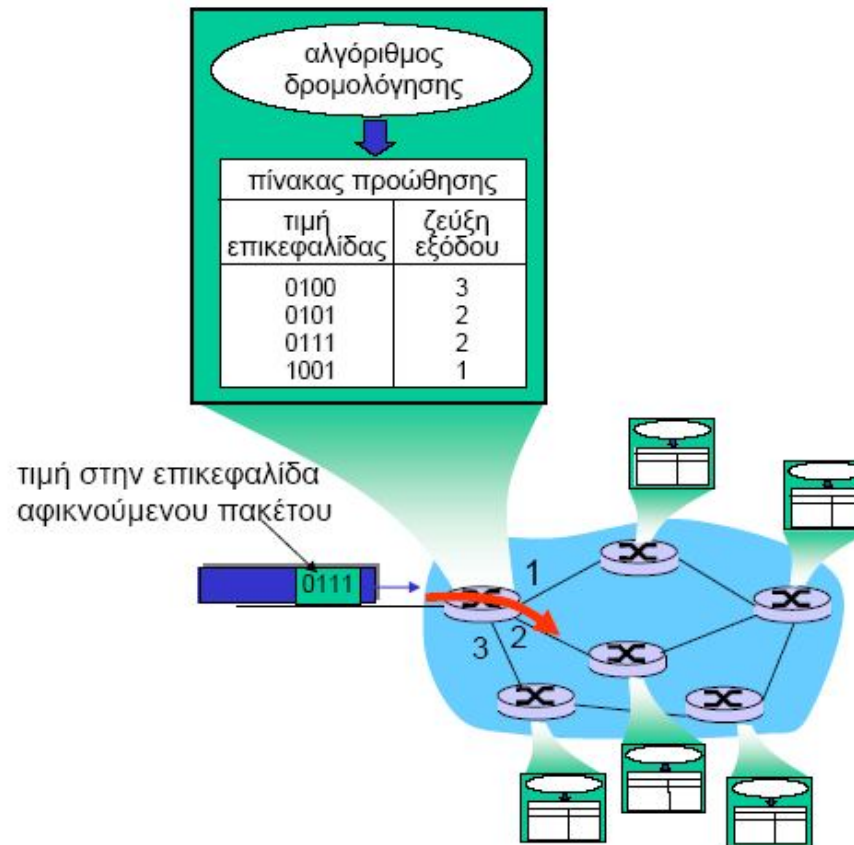 αλγόριθμος
δρομολόγησης
πίνακας προώθησης
τιμή ζεύξη
επικεφαλίδας εξόδου
0100 3
0101 2
0111 2
1001 1
τιμή στην επικεφαλίδα
αφικνούμενου πακέτου
0111
1
2
3